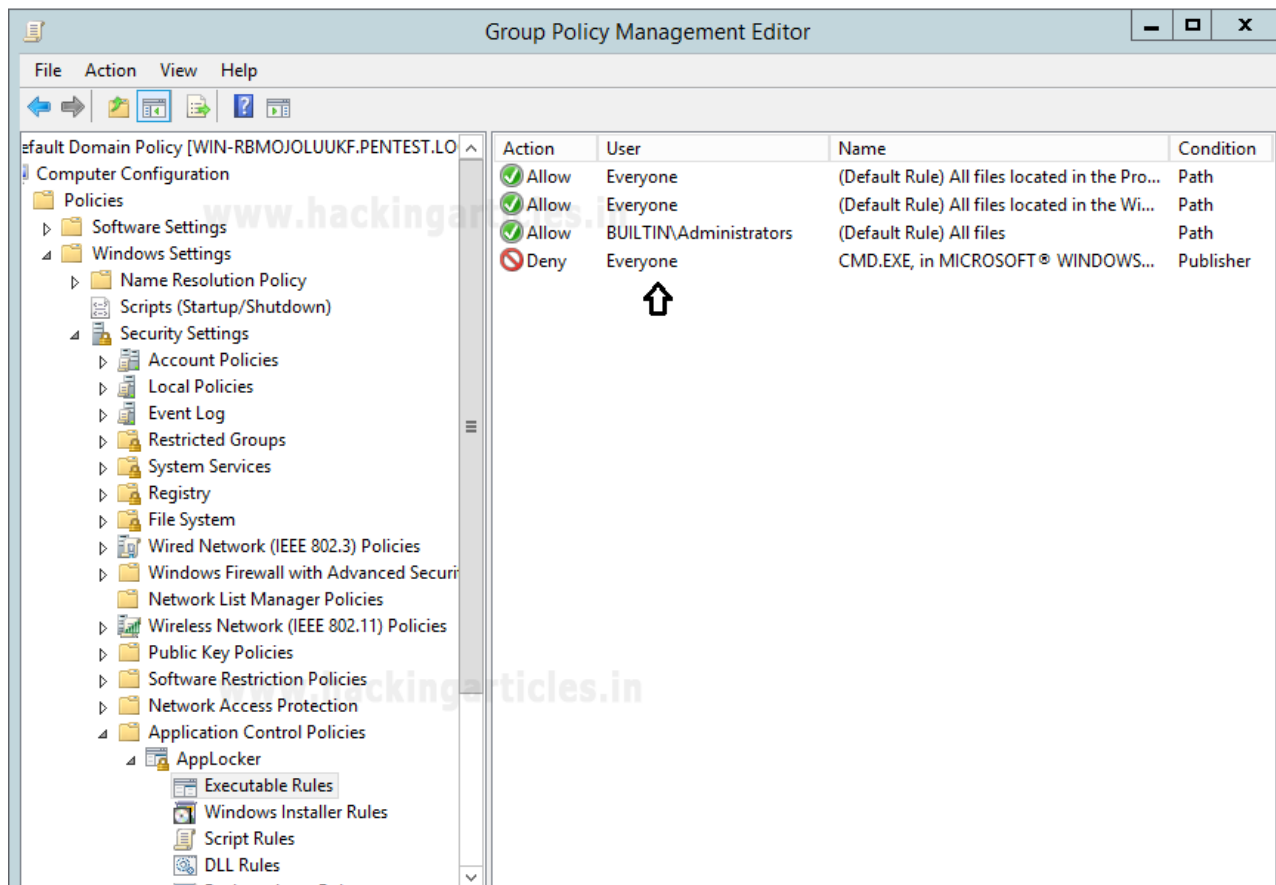 Group Policy Management Editor
File Action View Help
efault Domain Policy [WIN-RBMOJOLUUKF.PENTEST.LO
Computer Configuration
Policies
Software Settings
Windows Settings
Name Resolution Policy
Scripts (Startup/Shutdown)
Security Settings
Account Policies
Local Policies
Event Log
Restricted Groups
System Services
Registry
File System
Wired Network (IEEE 802.3) Policies
Windows Firewall with Advanced Securi
Network List Manager Policies
Wireless Network (IEEE 802.11) Policies
Public Key Policies
Software Restriction Policies
Network Access Protection
Application Control Policies
AppLocker
Executable Rules
Windows Installer Rules
Script Rules
DLL Rules
Action User Name Condition
Allow Everyone (Default Rule) All files located in the Pro... Path
Allow Everyone (Default Rule) All files located in the Wi... Path
Allow BUILTIN\Administrators (Default Rule) All files Path
Deny Everyone CMD.EXE, in MICROSOFT® WINDOWS... Publisher
www.hackingarticles.in
www.hackingarticles.in